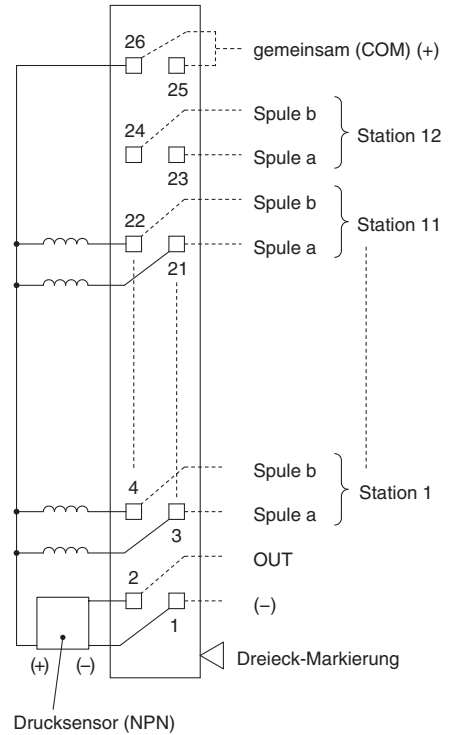 26
gemeinsam (COM) (+)
25
Spule b
24
Station 12
Spule a
23
Spule b
22
Station 11
Spule a
21
Spule b
4
Station 1
Spule a
3
OUT
2
(–)
1
Dreieck-Markierung
(+) (–)
Drucksensor (NPN)